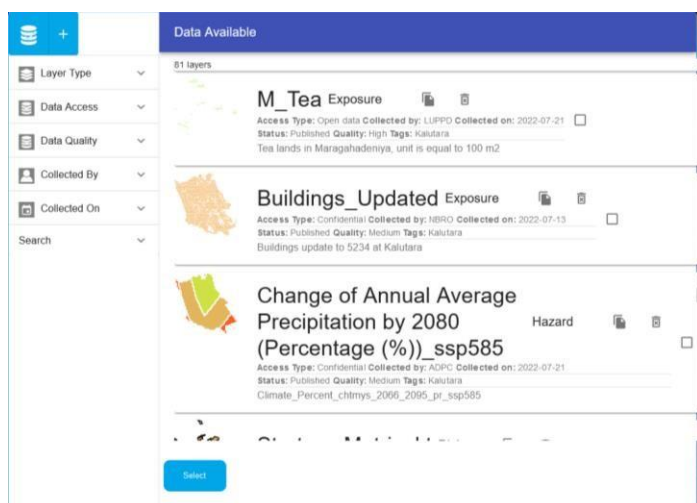 +
Data Available
Layer Type
Data Access
Data Quality
Collected By
Collected On
Search
81 layers
M_Tea Exposure
Access Type: Open data Collected by: LUPPD Collected on: 2022-07-21
Status: Published Quality: High Tags: Kalutara
Tea lands in Maragahadeniya, unit is equal to 100 m2
Buildings_Updated Exposure
Access Type: Confidential Collected by: NBRO Collected on: 2022-07-13
Status: Published Quality: Medium Tags: Kalutara
Buildings update to 5234 at Kalutara
Change of Annual Average
Precipitation by 2080 Hazard
(Percentage (%))_ssp585
Access Type: Confidential Collected by: ADPC Collected on: 2022-07-21
Status: Published Quality: Medium Tags: Kalutara
Climate_Percent_chtmys_2066_2095_pr_ssp585
Select